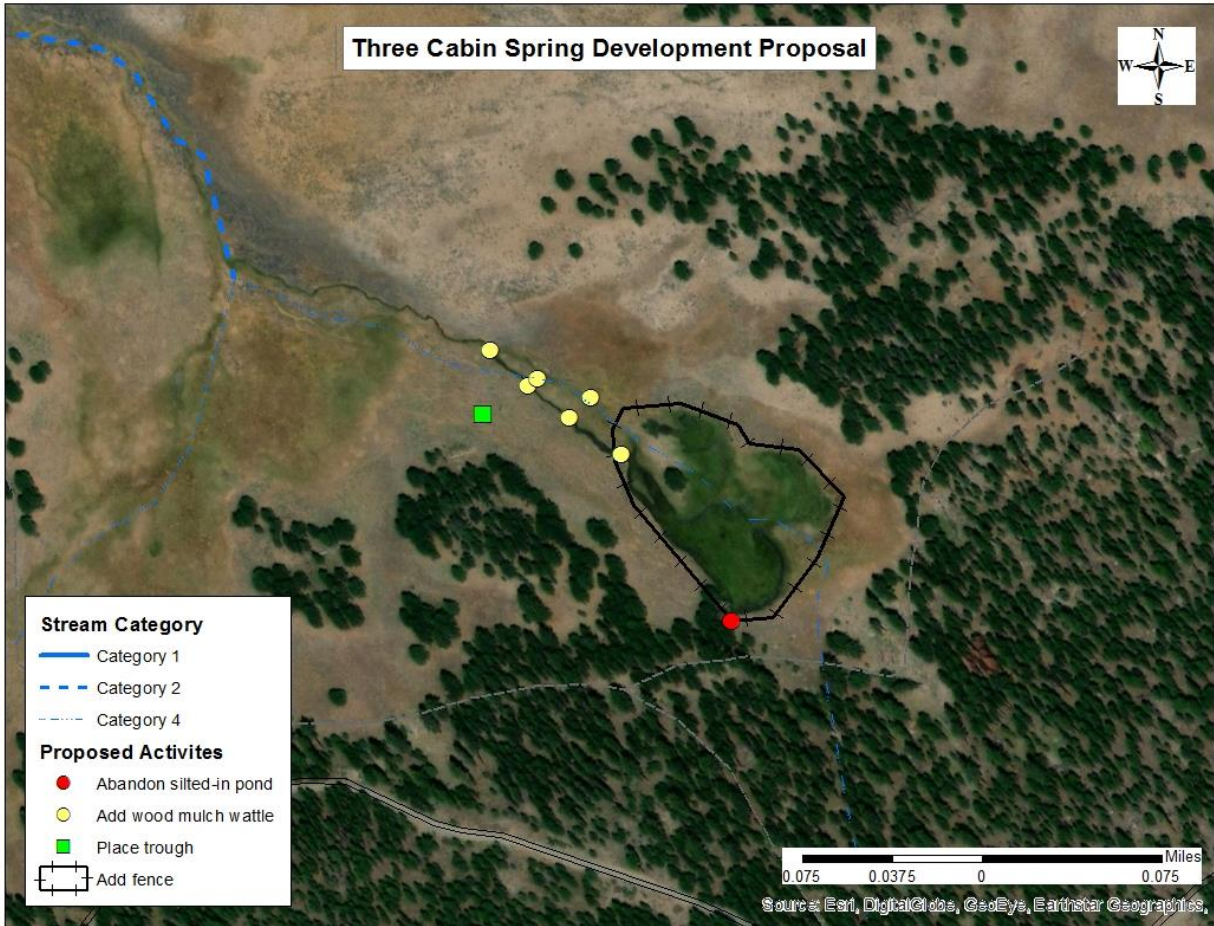 Three Cabin Spring Development Proposal
N
W E
S
Stream Category
Category 1
Category 2
Category 4
Proposed Activites
Abandon silted-in pond
Add wood mulch wattle
Place trough
Add fence
Miles
0.075 0.0375 0 0.075
Source: Esri, DigitalGlobe, GeoEye, Earthstar Geographics,